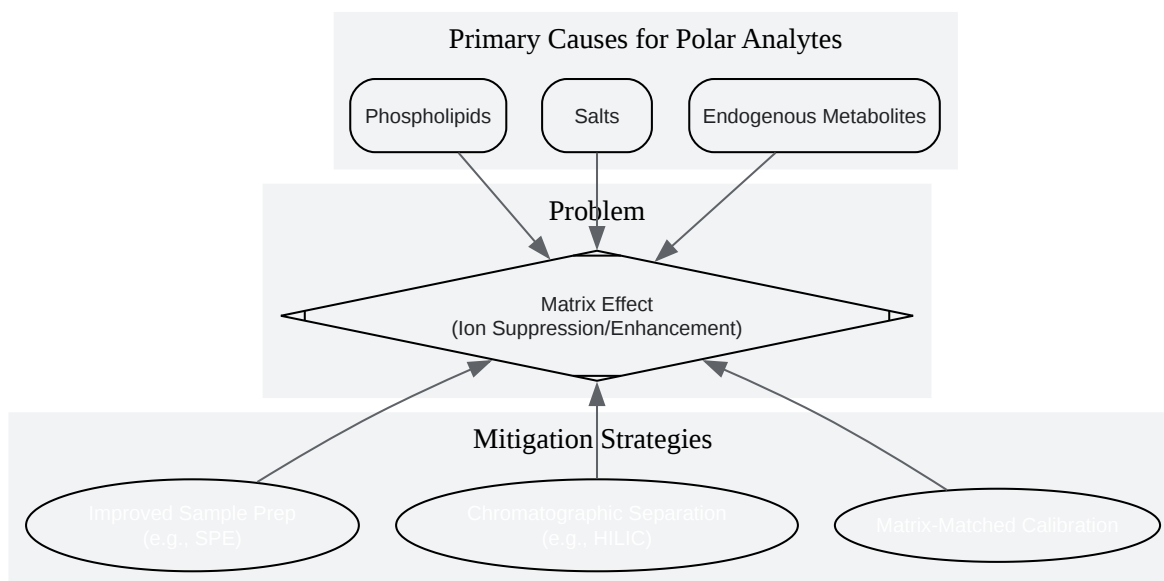 Primary Causes for Polar Analytes
Phospholipids
Salts
Endogenous Metabolites
Problem
Matrix Effect
(Ion Suppression/Enhancement)
Mitigation Strategies
Improved Sample Prep
(e.g., SPE)
Chromatographic Separation
(e.g., HILIC)
Matrix-Matched Calibration